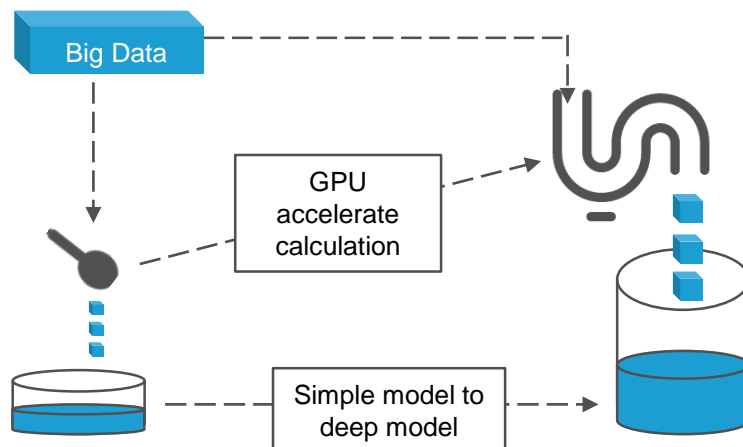 Big Data
GPU
accelerate
calculation
Simple model to
deep model